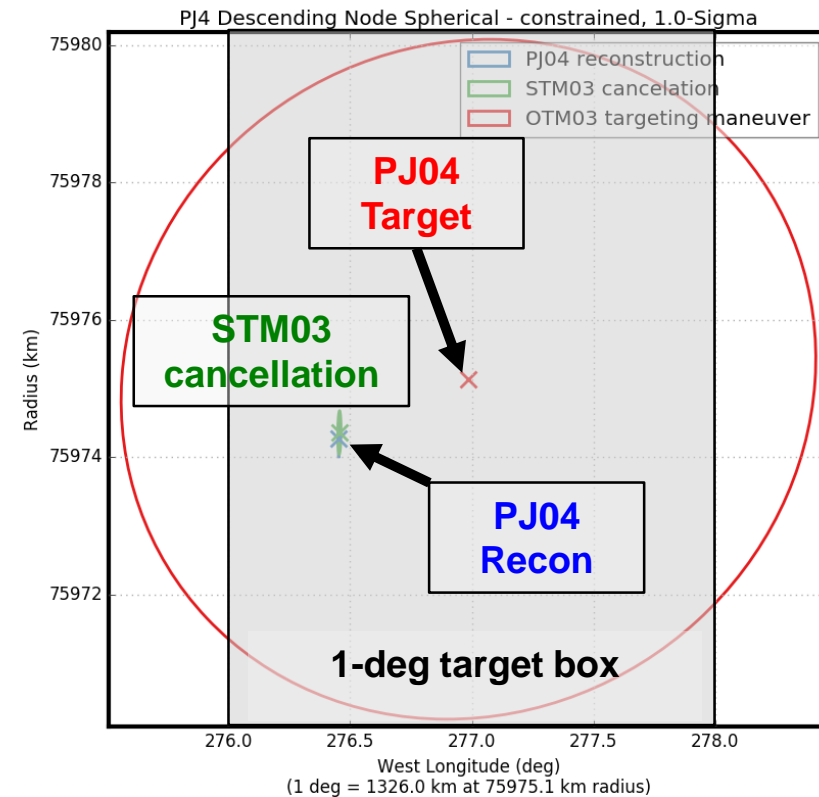 PJ4 Descending Node Spherical - constrained, 1.0-Sigma
75980
75978
75976
75974
75972
Radius (km)
PJ04 reconstruction
STM03 cancelation
OTM03 targeting maneuver
PJ04
Target
STM03
cancellation
PJ04
Recon
1-deg target box
276.0
276.5
277.0
277.5
278.0
West Longitude (deg)
(1 deg = 1326.0 km at 75975.1 km radius)